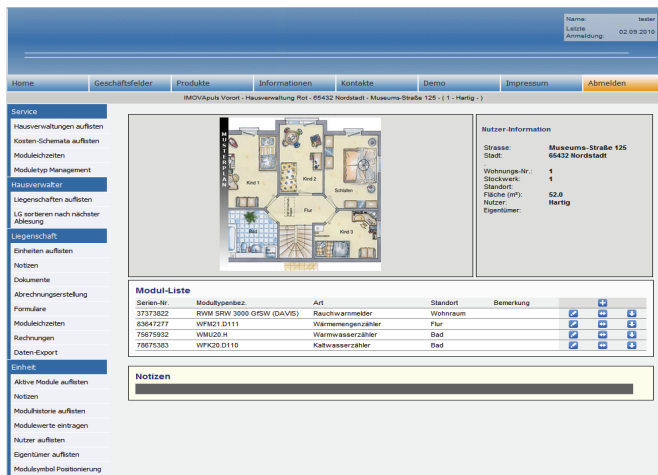 Name: tester
Letzte Anmeldung: 02.09.2010
Home Geschäftsfelder Produkte Informationen Kontakte Demo Impressum Abmelden
IMOVApuls Vorort - Hausverwaltung Rot - 65432 Nordstadt - Museums-Straße 125 - ( 1 - Hartig - )
Service
Hausverwaltungen auflisten
Kosten-Schemata auflisten
Moduleichzeiten
Moduletyp Management
Hausverwalter
Liegenschaften auflisten
LG sortieren nach nächster
Ablesung
Liegenschaft
Einheiten auflisten
Notizen
Dokumente
Abrechnungserstellung
Formulare
Moduleichzeiten
Rechnungen
Daten-Export
Einheit
Aktive Module auflisten
Notizen
Modulhistorie auflisten
Modulewerte eintragen
Nutzer auflisten
Eigentümer auflisten
Modulsymbol Positionierung
MUSTERPLAN
Kind 1
Kind 2
Schlafen
Flur
Bad
Kind 3
Nutzer-Information
Strasse: Museums-Straße 125
Stadt: 65432 Nordstadt
.
Wohnungs-Nr.: 1
Stockwerk: 1
Standort:
Fläche (m²): 52.0
Nutzer: Hartig
Eigentümer:
Modul-Liste
Serien-Nr. Modultypenbez. Art Standort Bemerkung
37373822 RWM SRW 3000 GfSW (DAVIS) Rauchwarnmelder Wohnraum
83647277 WFM21.D111 Wärmemengenzähler Flur
75675932 WMU20.H Warmwasserzähler Bad
78675383 WFK20.D110 Kaltwasserzähler Bad
Notizen